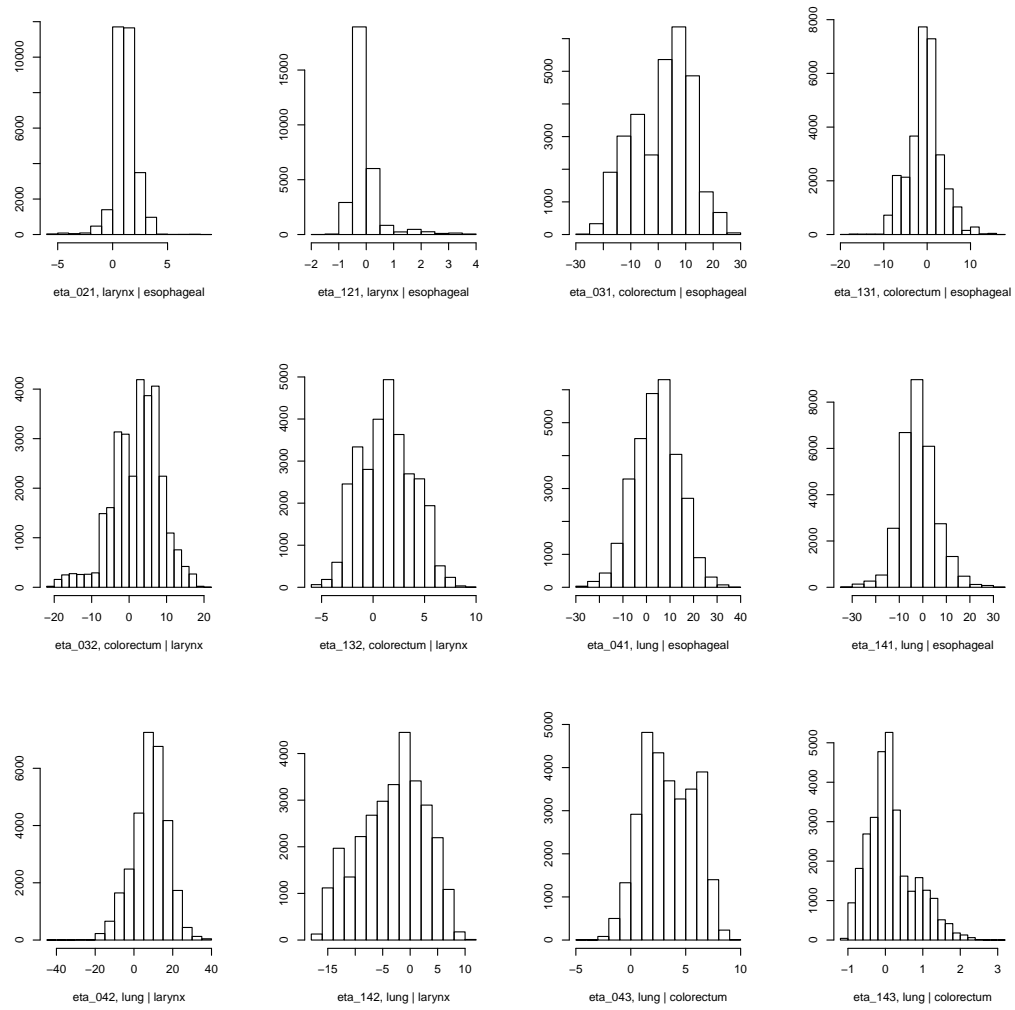 0 2000 6000 10000
−5 0 5
eta_021, larynx | esophageal
0 5000 15000
−2 −1 0 1 2 3 4
eta_121, larynx | esophageal
0 1000 3000 5000
−30 −10 0 10 20 30
eta_031, colorectum | esophageal
0 2000 4000 6000 8000
−20 −10 0 10
eta_131, colorectum | esophageal
0 1000 2000 3000 4000
−20 −10 0 10 20
eta_032, colorectum | larynx
0 1000 2000 3000 4000 5000
−5 0 5 10
eta_132, colorectum | larynx
0 1000 3000 5000
−30 −10 0 10 20 30 40
eta_041, lung | esophageal
0 2000 4000 6000 8000
−30 −10 0 10 20 30
eta_141, lung | esophageal
0 2000 4000 6000
−40 −20 0 20 40
eta_042, lung | larynx
0 1000 2000 3000 4000
−15 −5 0 5 10
eta_142, lung | larynx
0 1000 2000 3000 4000 5000
−5 0 5 10
eta_043, lung | colorectum
0 1000 2000 3000 4000 5000
−1 0 1 2 3
eta_143, lung | colorectum